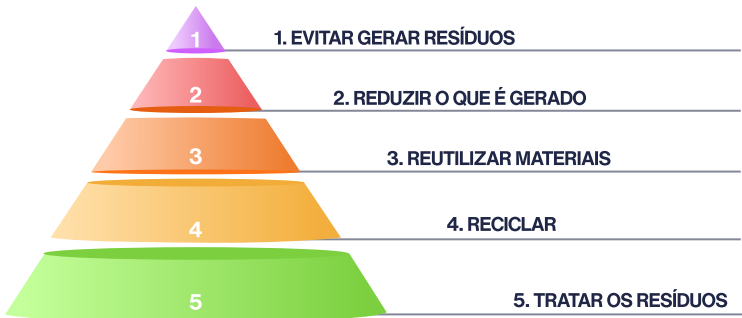 1
1. EVITAR GERAR RESÍDUOS
2
2. REDUZIR O QUE É GERADO
3
3. REUTILIZAR MATERIAIS
4
4. RECICLAR
5
5. TRATAR OS RESÍDUOS